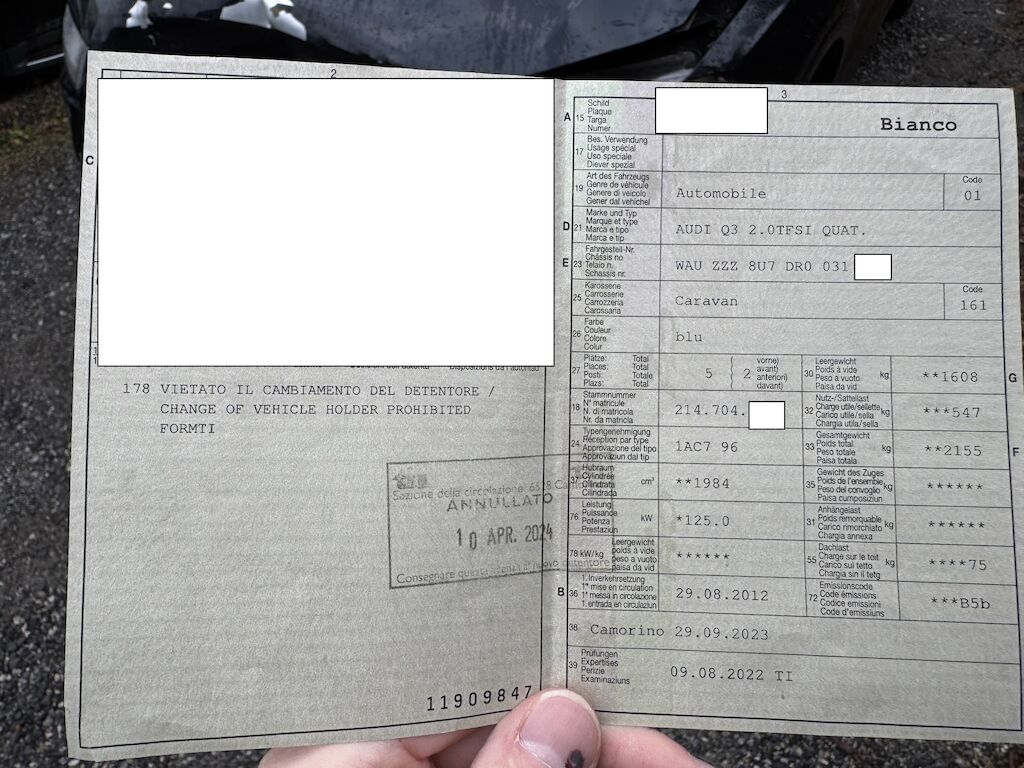 2
C
178 VIETATO IL CAMBIAMENTO DEL DETENTORE /
CHANGE OF VEHICLE HOLDER PROHIBITED
FORMTI
Sezione della circolazione, 65 8 Ca
ANNULLATO
10 APR. 2024
Consegnare nuovo detentore
11909847
3
A 15 Schild
Plaque
Targa
Numer
Bianco
17 Bes. Verwendung
Usage spécial
Uso speciale
Diever spezial
19 Art des Fahrzeugs
Genre de véhicule
Genere di veicolo
Gener dal vehichel
Automobile
Code
01
D 21 Marke und Typ
Marque et type
Marca e tipo
Marca e tip
AUDI Q3 2.0TFSI QUAT.
E 23 Fahrgestell-Nr.
Châssis no
Telaio n.
Schassis nr.
WAU ZZZ 8U7 DR0 031
25 Karosserie
Carrosserie
Carrozzeria
Carossaria
Caravan
Code
161
26 Farbe
Couleur
Colore
Colur
blu
27 Plätze: Total
Places: Total
Posti: Totale
Plazs: Total
5 ( 2 vorne)
avant)
anteriori)
davant)
30 Leergewicht
Poids à vide
Peso a vuoto
Paisa da vid
kg
**1608
G
18 Stammnummer
N° matricule
N. di matricola
Nr. da matricla
214.704.
32 Nutz-/Sattellast
Charge utile/sellette
Carico utile/sella
Chargia utila/sella
kg
***547
24 Typengenehmigung
Réception par type
Approvazione del tipo
Approvaziun dal tip
1AC7 96
33 Gesamtgewicht
Poids total
Peso totale
Paisa totala
kg
**2155
F
37 Hubraum
Cylindrée
Cilindrata
Cilindrada
cm³
**1984
35 Gewicht des Zuges
Poids de l'ensemble
Peso del convoglio
Paisa cumposiziun
kg
******
76 Leistung
Puissance
Potenza
Prestaziun
kW
*125.0
31 Anhängelast
Poids remorquable
Carico rimorchiato
Chargia annexa
kg
******
78 kW/kg
Leergewicht
poids à vide
peso a vuoto
paisa da vid
******
55 Dachlast
Charge sur le toit
Carico sul tetto
Chargia sin il tetg
kg
****75
B 36 1. Inverkehrsetzung
1re mise en circulation
1a messa in circolazione
1. entrada en circulaziun
29.08.2012
72 Emissionscode
Code émissions
Codice emissioni
Code d'emissiuns
***B5b
38 Camorino 29.09.2023
39 Prüfungen
Expertises
Perizie
Examinaziuns
09.08.2022 TI